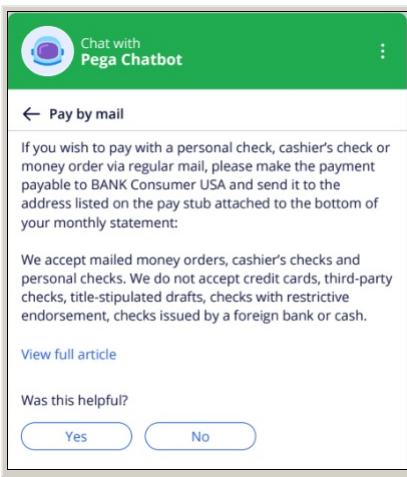 Chat with
Pega Chatbot
Pay by mail
If you wish to pay with a personal check, cashier's check or
money order via regular mail, please make the payment
payable to BANK Consumer USA and send it to the
address listed on the pay stub attached to the bottom of
your monthly statement:
We accept mailed money orders, cashier's checks and
personal checks. We do not accept credit cards, third-party
checks, title-stipulated drafts, checks with restrictive
endorsement, checks issued by a foreign bank or cash.
View full article
Was this helpful?
Yes No